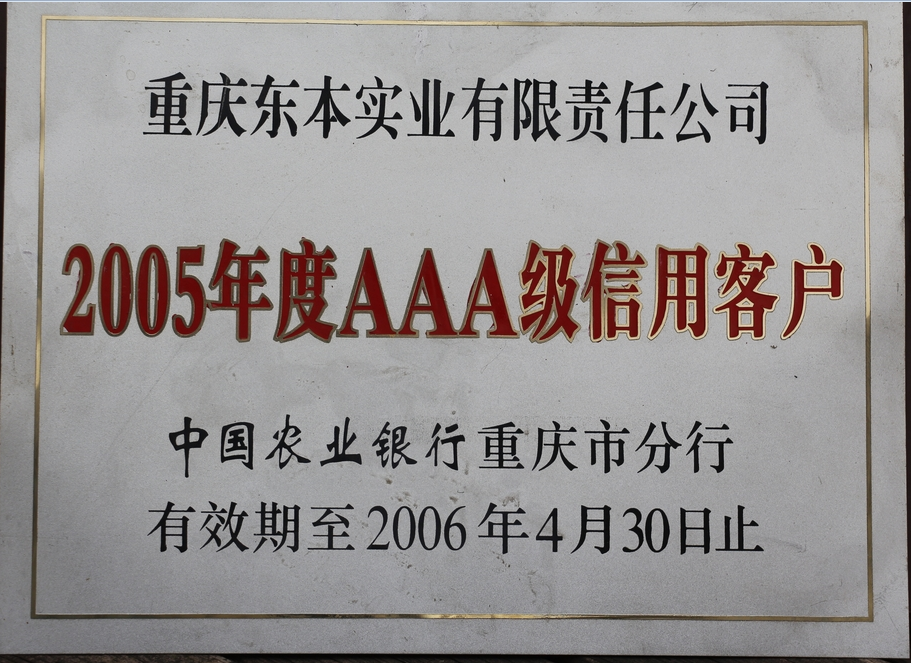 重庆东本实业有限责任公司
2005年度AAA级信用客户
中国农业银行重庆市分行
有效期至2006年4月30日止